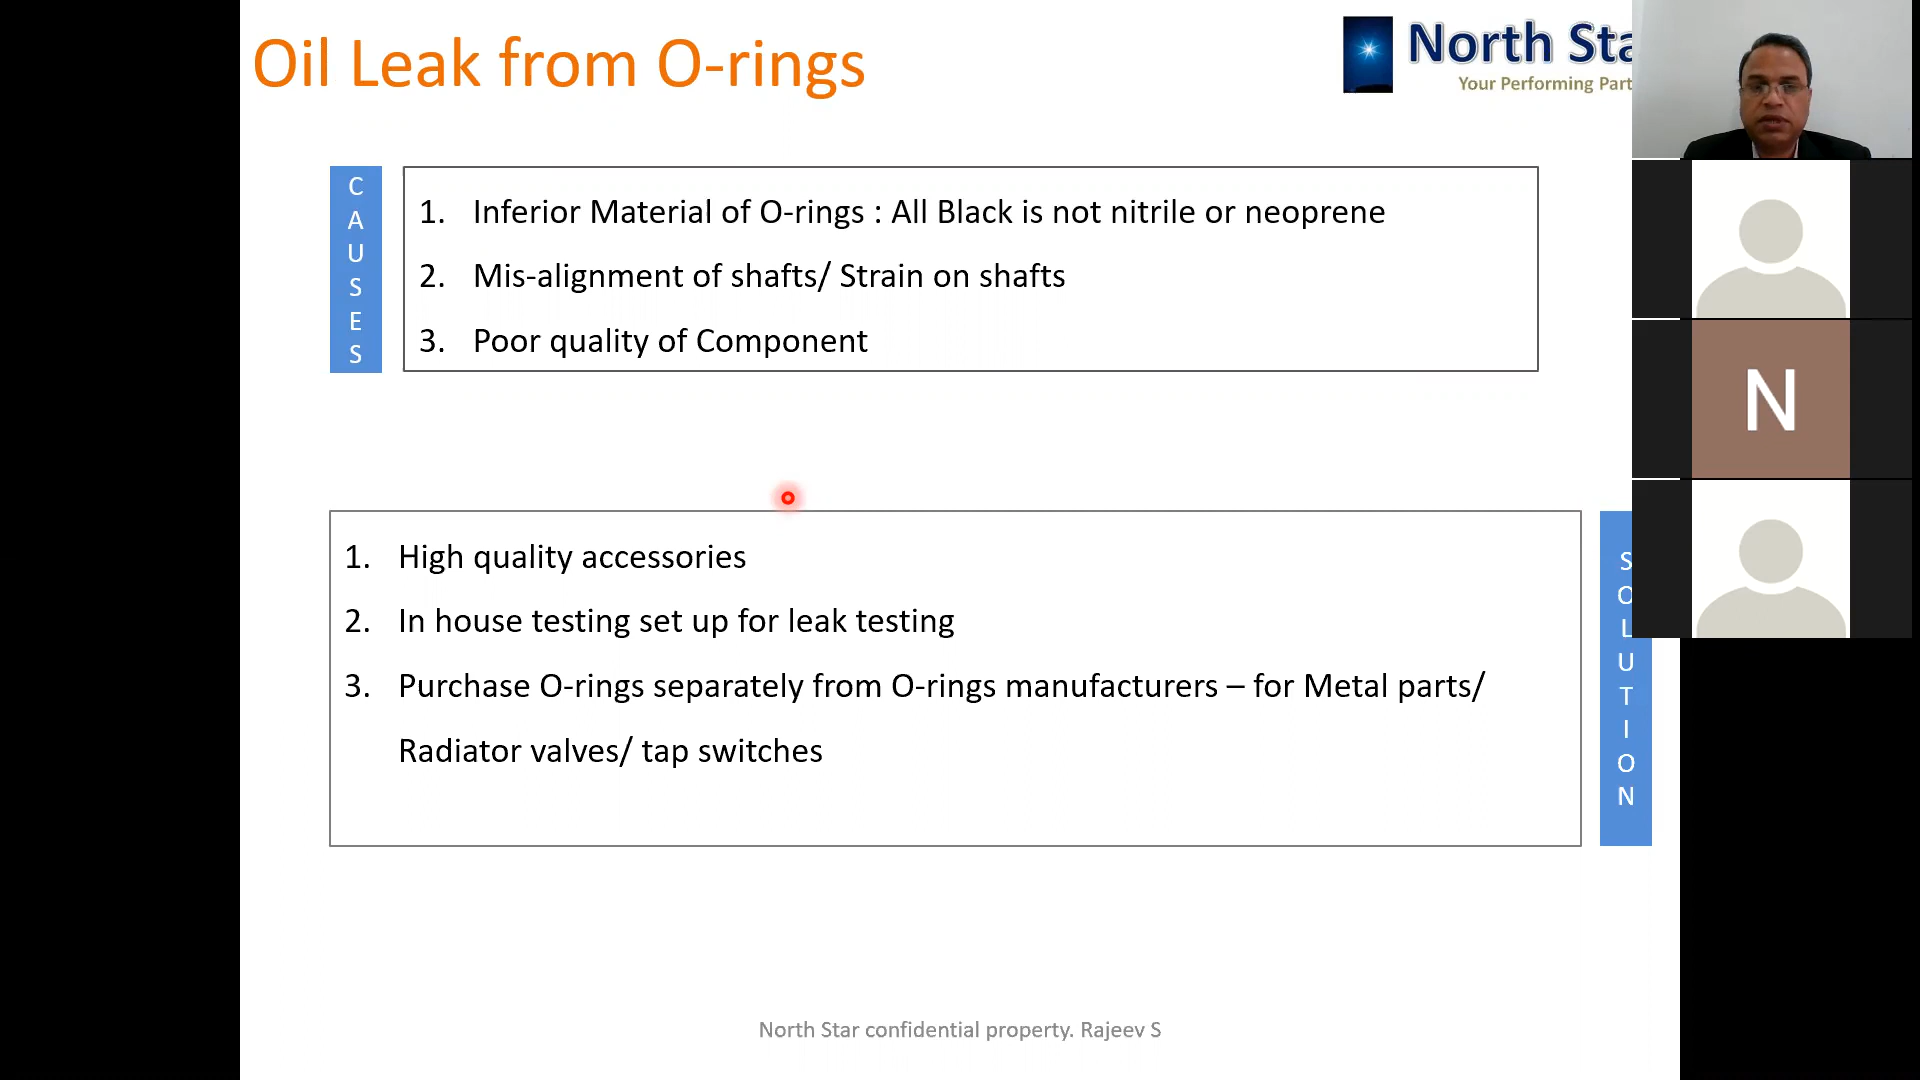 Oil Leak from O-rings
North Sta
Your Performing Part
CAUSES
1. Inferior Material of O-rings : All Black is not nitrile or neoprene
2. Mis-alignment of shafts/ Strain on shafts
3. Poor quality of Component
N
1. High quality accessories
2. In house testing set up for leak testing
3. Purchase O-rings separately from O-rings manufacturers – for Metal parts/
Radiator valves/ tap switches
SOLUTION
North Star confidential property. Rajeev S